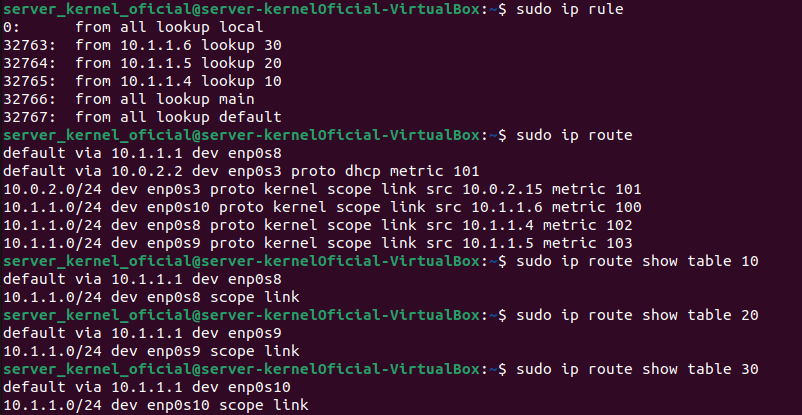 server_kernel_oficial@server-kernelOficial-VirtualBox:~$ sudo ip rule
0:      from all lookup local
32763:  from 10.1.1.6 lookup 30
32764:  from 10.1.1.5 lookup 20
32765:  from 10.1.1.4 lookup 10
32766:  from all lookup main
32767:  from all lookup default
server_kernel_oficial@server-kernelOficial-VirtualBox:~$ sudo ip route
default via 10.1.1.1 dev enp0s8
default via 10.0.2.2 dev enp0s3 proto dhcp metric 101
10.0.2.0/24 dev enp0s3 proto kernel scope link src 10.0.2.15 metric 101
10.1.1.0/24 dev enp0s10 proto kernel scope link src 10.1.1.6 metric 100
10.1.1.0/24 dev enp0s8 proto kernel scope link src 10.1.1.4 metric 102
10.1.1.0/24 dev enp0s9 proto kernel scope link src 10.1.1.5 metric 103
server_kernel_oficial@server-kernelOficial-VirtualBox:~$ sudo ip route show table 10
default via 10.1.1.1 dev enp0s8
10.1.1.0/24 dev enp0s8 scope link
server_kernel_oficial@server-kernelOficial-VirtualBox:~$ sudo ip route show table 20
default via 10.1.1.1 dev enp0s9
10.1.1.0/24 dev enp0s9 scope link
server_kernel_oficial@server-kernelOficial-VirtualBox:~$ sudo ip route show table 30
default via 10.1.1.1 dev enp0s10
10.1.1.0/24 dev enp0s10 scope link